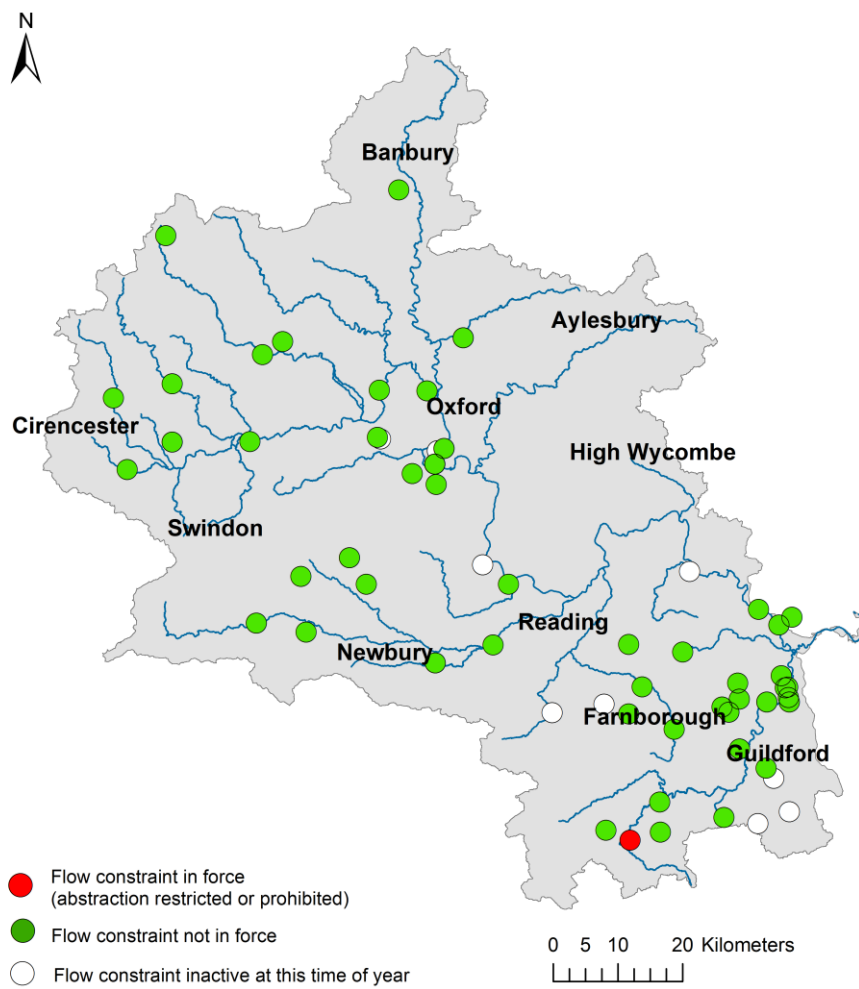 N
Banbury
Aylesbury
Oxford
Cirencester
High Wycombe
Swindon
Reading
Newbury
Farnborough
Guildford
Flow constraint in force
(abstraction restricted or prohibited)
Flow constraint not in force
Flow constraint inactive at this time of year
0 5 10 20 Kilometers